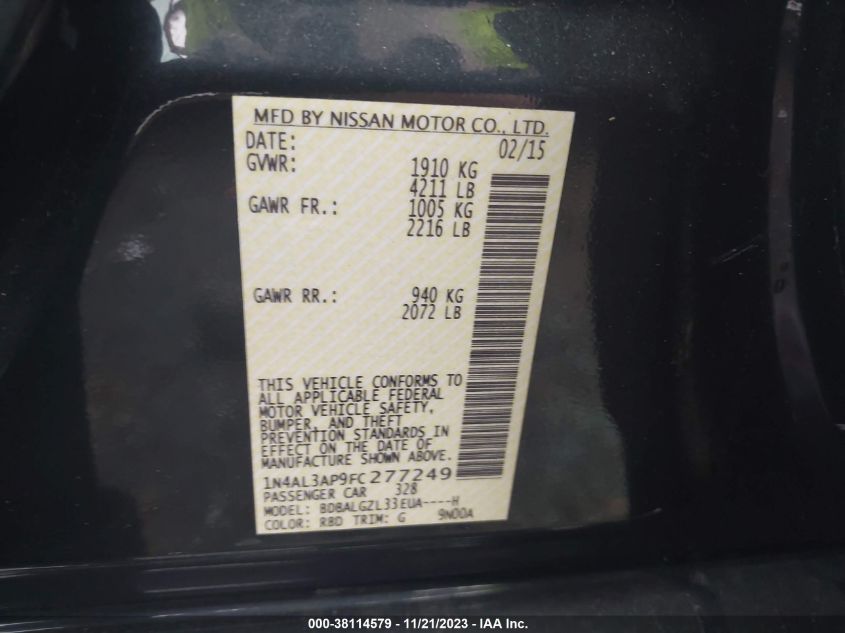 MFD BY NISSAN MOTOR CO., LTD.
DATE: 02/15
GVWR: 1910 KG
4211 LB
GAWR FR.: 1005 KG
2216 LB
GAWR RR.: 940 KG
2072 LB
THIS VEHICLE CONFORMS TO
ALL APPLICABLE FEDERAL
MOTOR VEHICLE SAFETY,
BUMPER, AND THEFT
PREVENTION STANDARDS IN
EFFECT ON THE DATE OF
MANUFACTURE SHOWN ABOVE.
1N4AL3AP9FC277249
PASSENGER CAR 328
MODEL: BDBALGZL33EUA----H
COLOR: RBD TRIM: G 9N00A
000-38114579 — 11/21/2023 — IAA Inc.